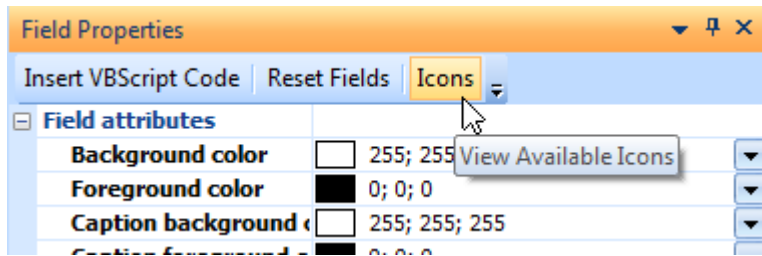 Field Properties
Insert VBScript Code Reset Fields Icons
Field attributes
Background color 255; 255
View Available Icons
Foreground color 0; 0; 0
Caption background 255; 255; 255